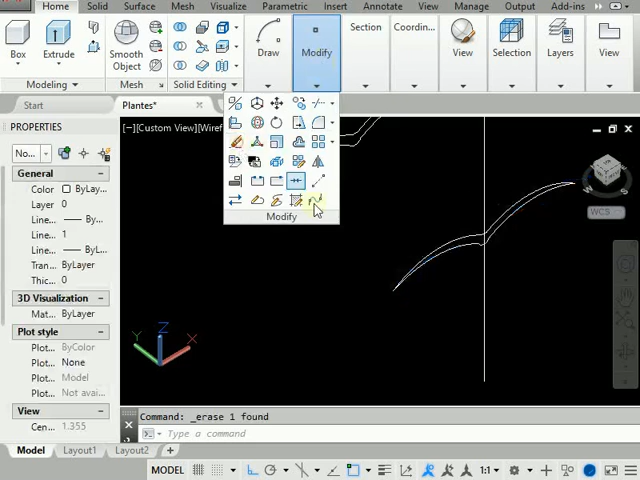 Home Solid Surface Mesh Visualize Parametric Insert Annotate View Manage Output Add-ins
Box Extrude Smooth Object Draw Modify Section Coordin... View Selection Layers View
Modeling Mesh Solid Editing
Start Plantes*
Modify
PROPERTIES
No...
General
Color ByLay...
Layer 0
Line... By...
Line... 1
Line... ByL...
Tran... ByLayer
Thic... 0
3D Visualization
Mat... ByLayer
Plot style
Plot... ByColor
Plot... None
Plot... Model
Plot... Not avai...
View
Cen... 1.355
[−][Custom View][Wiref
W S
WCS
Z
Y X
Command: _erase 1 found
Type a command
Model Layout1 Layout2 +
MODEL 1:1